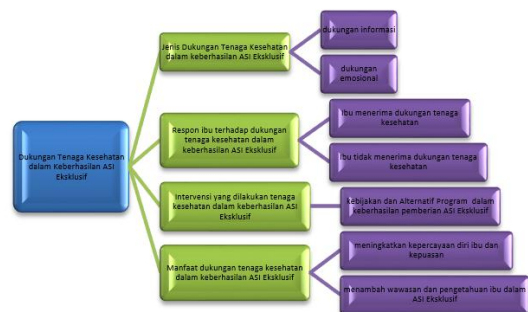 Dukungan Tenaga Kesehatan
dalam Keberhasilan ASI
Eksklusif
Jenis Dukungan Tenaga Kesehatan
dalam keberhasilan ASI Eksklusif
dukungan informasi
dukungan
emosional
Respon ibu terhadap dukungan
tenaga kesehatan dalam
keberhasilan ASI Eksklusif
Ibu menerima dukungan tenaga
kesehatan
Ibu tidak menerima dukungan tenaga
kesehatan
Intervensi yang dilakukan tenaga
kesehatan dalam keberhasilan ASI
Eksklusif
kebijakan dan Alternatif Program dalam
keberhasilan pemberian ASI Eksklusif
Manfaat dukungan tenaga kesehatan
dalam keberhasilan ASI Eksklusif
meningkatkan kepercayaan diri ibu dan
kepuasan
menambah wawasan dan pengetahuan ibu dalam
ASI Eksklusif